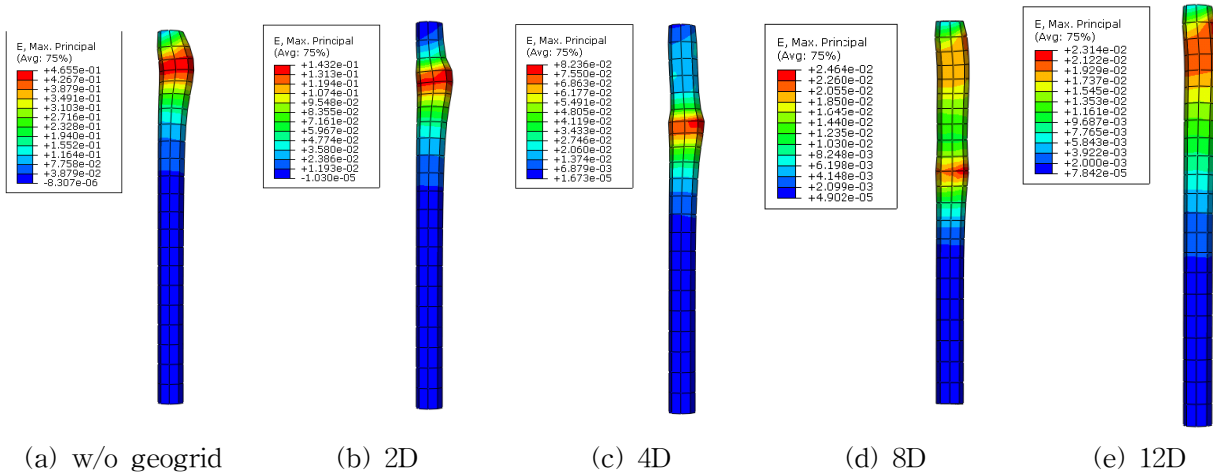 E, Max. Principal
(Avg: 75%)
+4.655e-01
+4.267e-01
+3.879e-01
+3.491e-01
+3.103e-01
+2.716e-01
+2.328e-01
+1.940e-01
+1.552e-01
+1.164e-01
+7.758e-02
+3.879e-02
-8.307e-06
E, Max. Principal
(Avg: 75%)
+1.432e-01
+1.313e-01
+1.194e-01
+1.074e-01
+9.548e-02
+8.355e-02
+7.161e-02
+5.967e-02
+4.774e-02
+3.580e-02
+2.386e-02
+1.193e-02
-1.030e-05
E, Max. Principal
(Avg: 75%)
+8.236e-02
+7.550e-02
+6.863e-02
+6.177e-02
+5.491e-02
+4.805e-02
+4.119e-02
+3.433e-02
+2.746e-02
+2.060e-02
+1.374e-02
+6.879e-03
+1.673e-05
E, Max. Principal
(Avg: 75%)
+2.464e-02
+2.260e-02
+2.055e-02
+1.850e-02
+1.645e-02
+1.440e-02
+1.235e-02
+1.030e-02
+8.248e-03
+6.198e-03
+4.148e-03
+2.099e-03
+4.902e-05
E, Max. Principal
(Avg: 75%)
+2.314e-02
+2.122e-02
+1.929e-02
+1.737e-02
+1.545e-02
+1.353e-02
+1.161e-02
+9.687e-03
+7.765e-03
+5.843e-03
+3.922e-03
+2.000e-03
+7.842e-05
(a) w/o geogrid
(b) 2D
(c) 4D
(d) 8D
(e) 12D